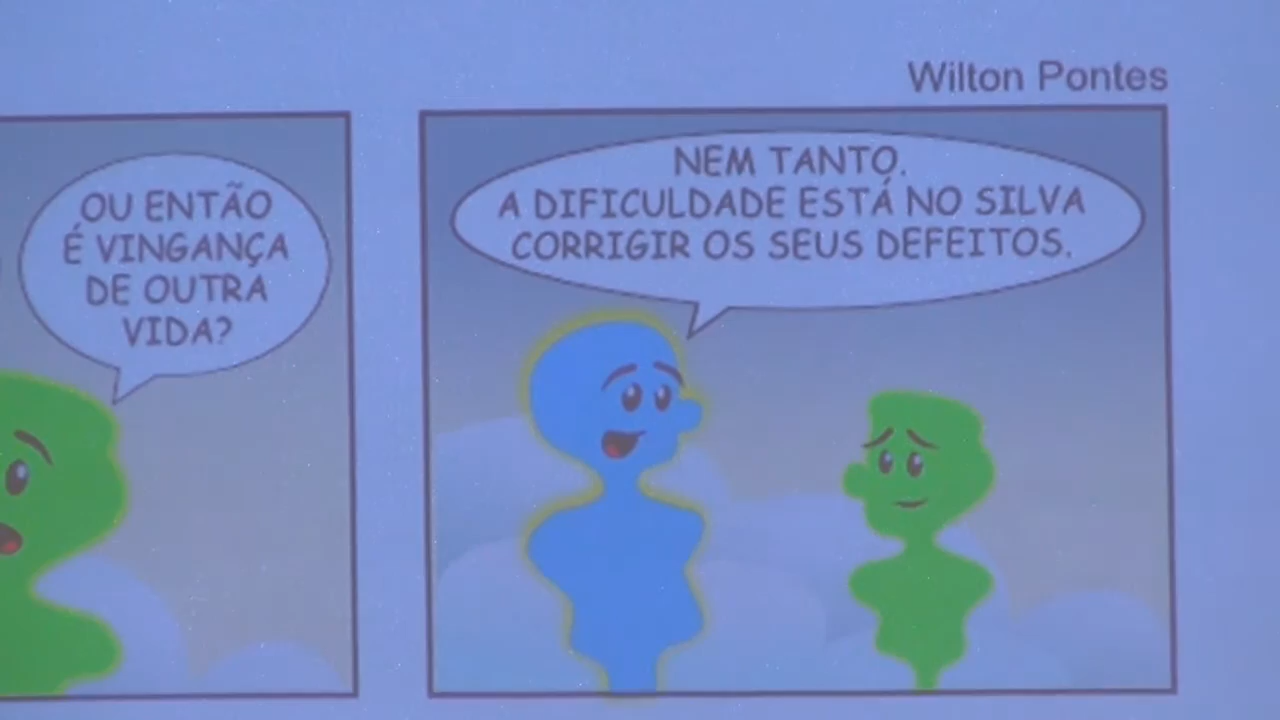 Wilton Pontes
OU ENTÃO
É VINGANÇA
DE OUTRA
VIDA?
NEM TANTO.
A DIFICULDADE ESTÁ NO SILVA
CORRIGIR OS SEUS DEFEITOS.